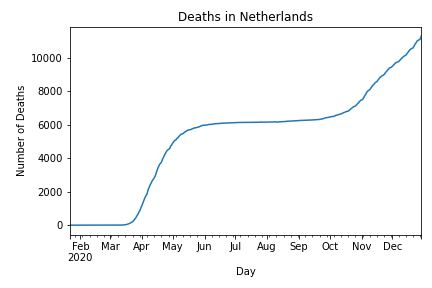 Deaths in Netherlands
Number of Deaths
10000
8000
6000
4000
2000
0
Feb Mar Apr May Jun Jul Aug Sep Oct Nov Dec
2020
Day